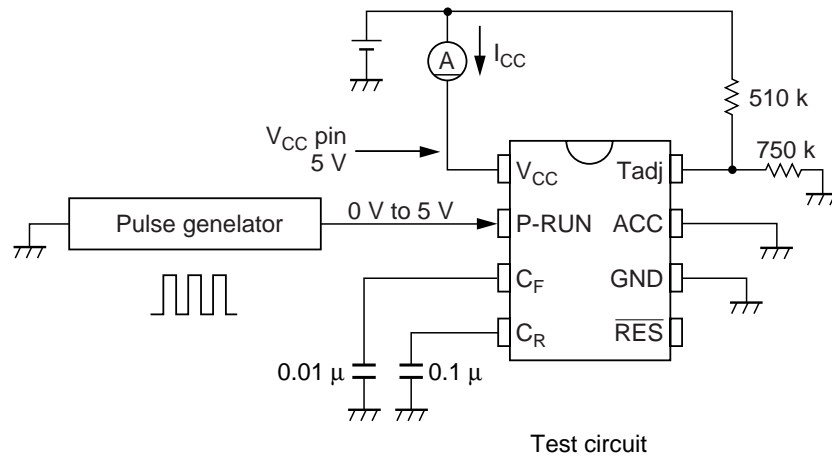 A
I_CC
510 k
750 k
V_CC pin
5 V
V_CC
Tadj
Pulse genelator
0 V to 5 V
P-RUN
ACC
C_F
GND
C_R
R̅E̅S̅
0.01 μ
0.1 μ
Test circuit